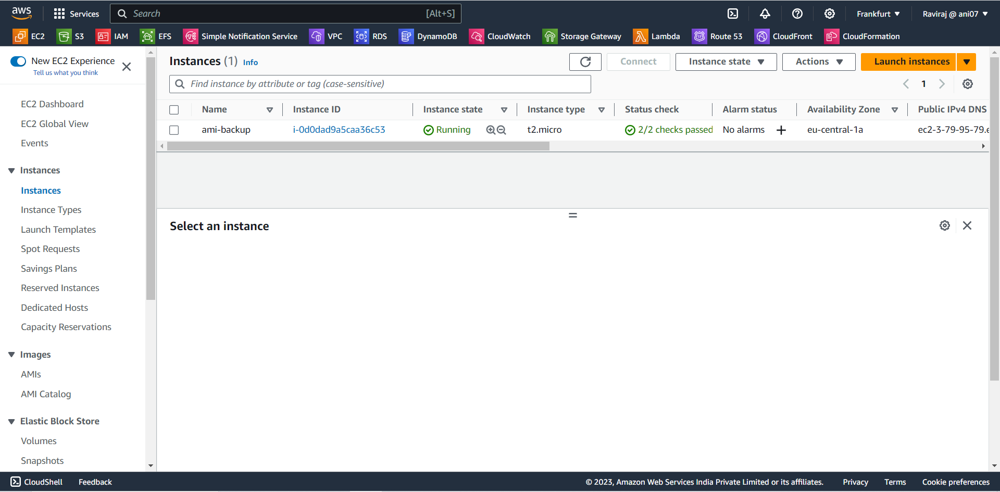 aws Services Search [Alt+S] Frankfurt ▼ Raviraj @ ani07 ▼
EC2 S3 IAM EFS Simple Notification Service VPC RDS DynamoDB CloudWatch Storage Gateway Lambda Route 53 CloudFront CloudFormation
New EC2 Experience
Tell us what you think
EC2 Dashboard
EC2 Global View
Events
Instances
Instances
Instance Types
Launch Templates
Spot Requests
Savings Plans
Reserved Instances
Dedicated Hosts
Capacity Reservations
Images
AMIs
AMI Catalog
Elastic Block Store
Volumes
Snapshots
Instances (1) Info Connect Instance state Actions Launch instances
Find instance by attribute or tag (case-sensitive) 1
Name Instance ID Instance state Instance type Status check Alarm status Availability Zone Public IPv4 DNS
ami-backup i-0d0dad9a5caa36c53 Running t2.micro 2/2 checks passed No alarms + eu-central-1a ec2-3-79-95-79.e
Select an instance
CloudShell Feedback © 2023, Amazon Web Services India Private Limited or its affiliates. Privacy Terms Cookie preferences